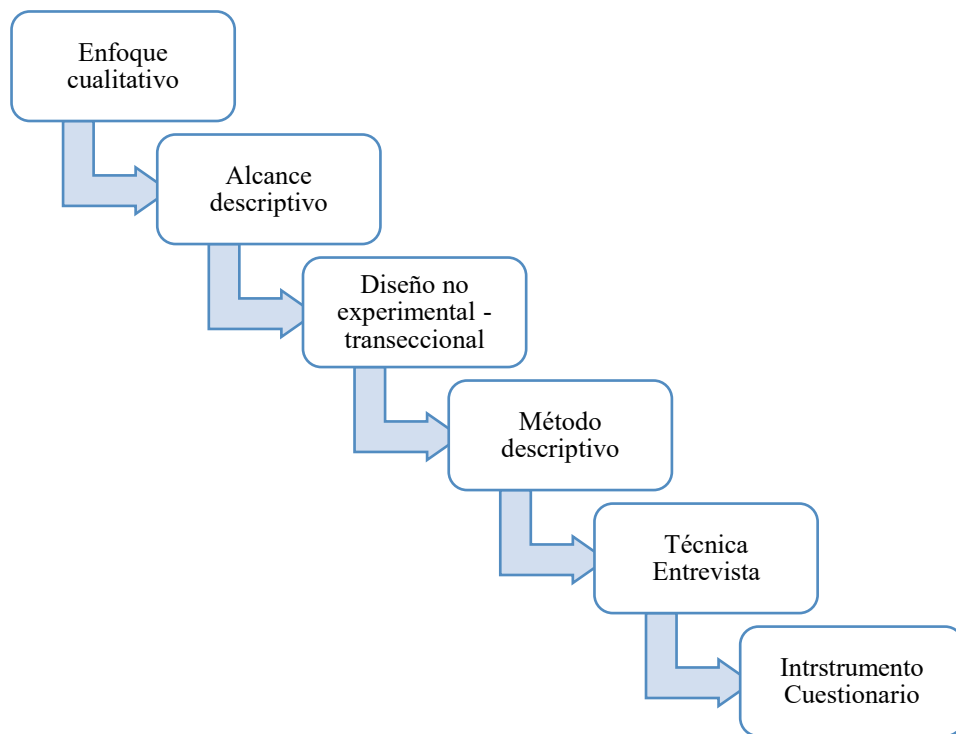 Enfoque
cualitativo
Alcance
descriptivo
Diseño no
experimental -
transeccional
Método
descriptivo
Técnica
Entrevista
Intrstrumento
Cuestionario